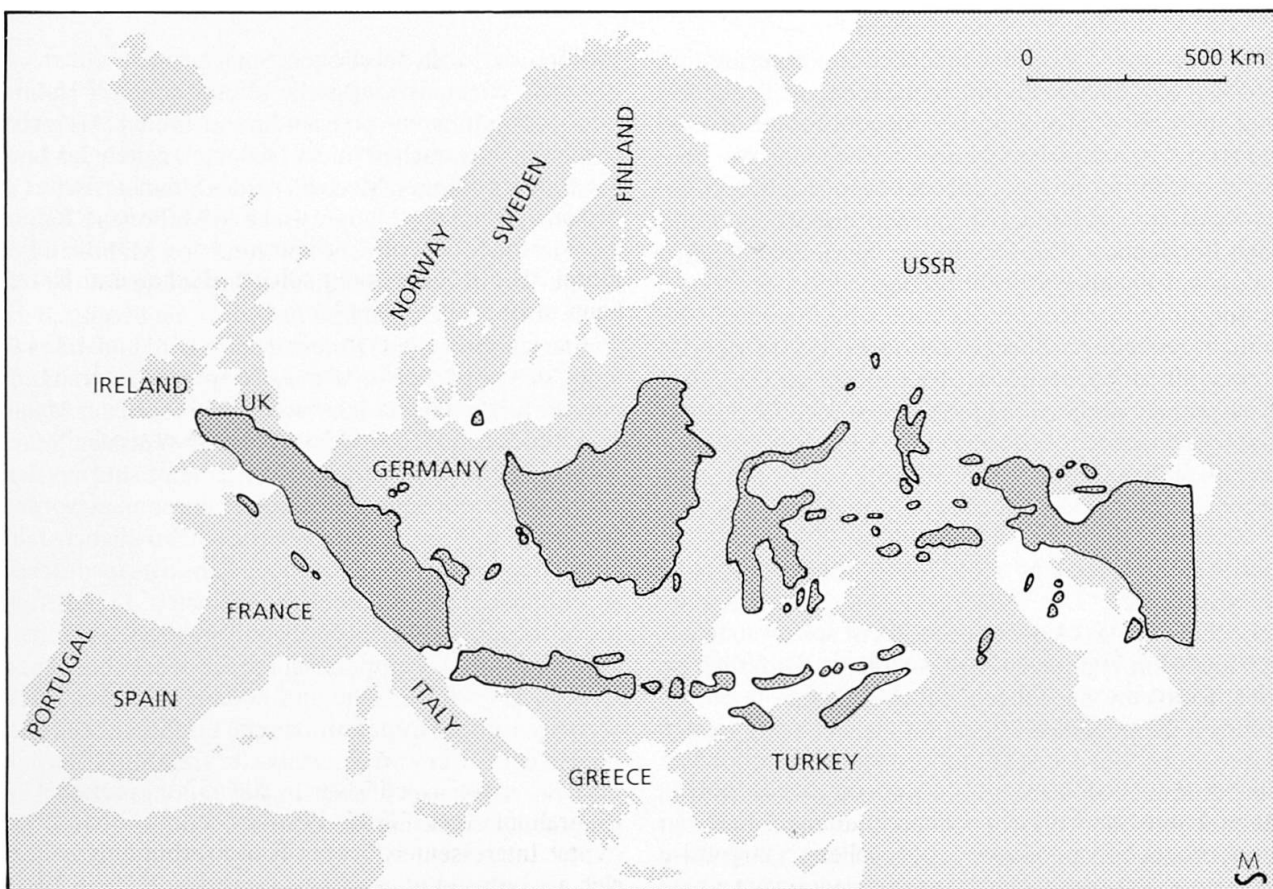 0 500 Km
FINLAND
SWEDEN
NORWAY
USSR
IRELAND
UK
GERMANY
FRANCE
PORTUGAL
SPAIN
ITALY
GREECE
TURKEY